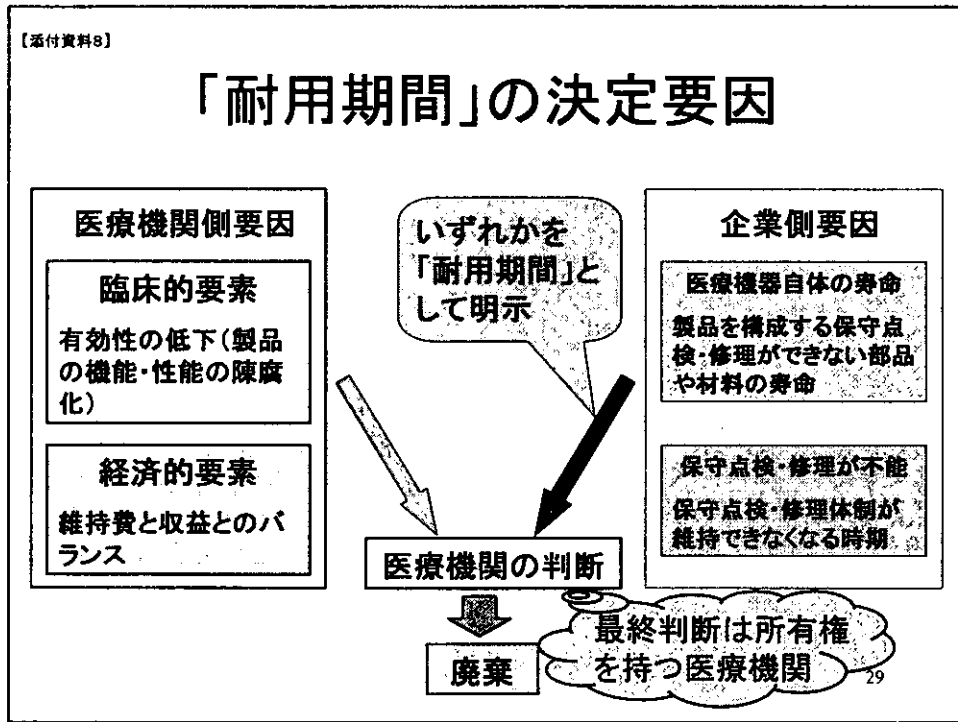 【添付資料8】
「耐用期間」の決定要因
医療機関側要因
臨床的要素
有効性の低下(製品
の機能・性能の陳腐
化)
経済的要素
維持費と収益とのバ
ランス
いずれかを
「耐用期間」と
して明示
企業側要因
医療機器自体の寿命
製品を構成する保守点
検・修理ができない部品
や材料の寿命
保守点検・修理が不能
保守点検・修理体制が
維持できなくなる時期
医療機関の判断
廃棄
最終判断は所有権
を持つ医療機関
29